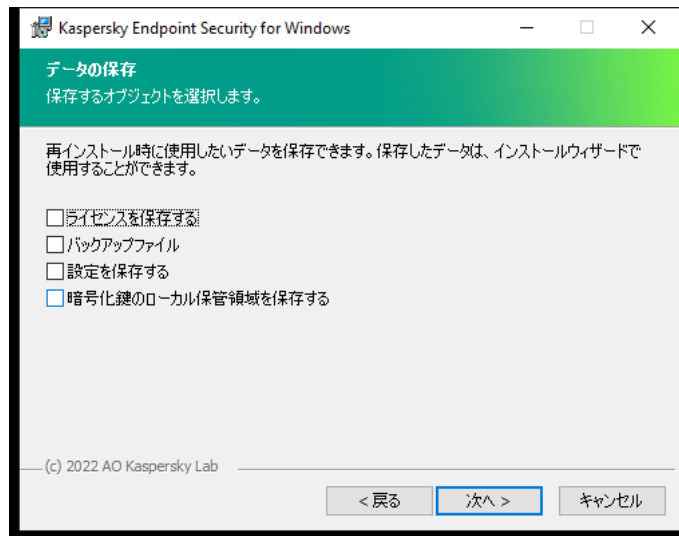 Kaspersky Endpoint Security for Windows
データの保存
保存するオブジェクトを選択します。
再インストール時に使用したいデータを保存できます。保存したデータは、インストールウィザードで
使用することができます。
ライセンスを保存する
バックアップファイル
設定を保存する
暗号化鍵のローカル保管領域を保存する
(c) 2022 AO Kaspersky Lab
< 戻る 次へ > キャンセル